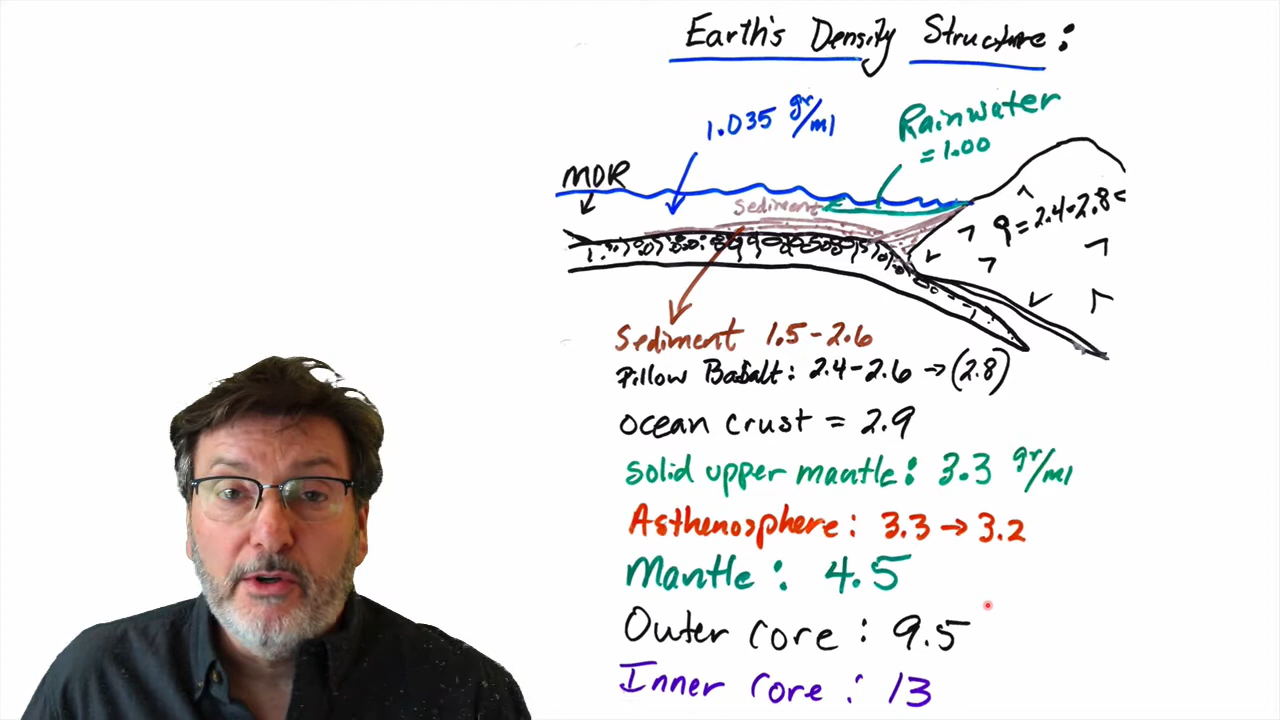 Earth's Density Structure:
1.035 gr/ml
Rainwater
= 1.00
MOR
Sediment
ρ = 2.4-2.8
Sediment 1.5-2.6
Pillow Basalt: 2.4-2.6 → (2.8)
ocean crust = 2.9
solid upper mantle: 3.3 gr/ml
Asthenosphere: 3.3 → 3.2
Mantle: 4.5
Outer core: 9.5
Inner core: 13